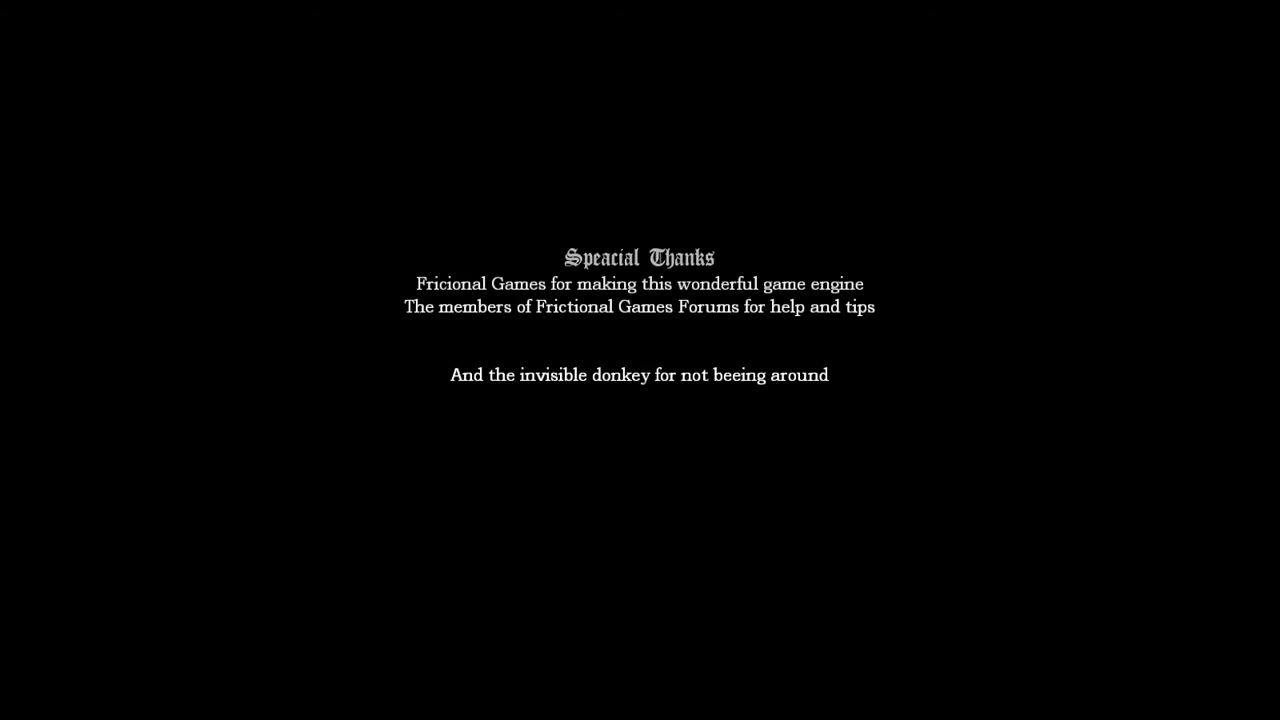 Speacial Thanks
Fricional Games for making this wonderful game engine
The members of Frictional Games Forums for help and tips
And the invisible donkey for not beeing around